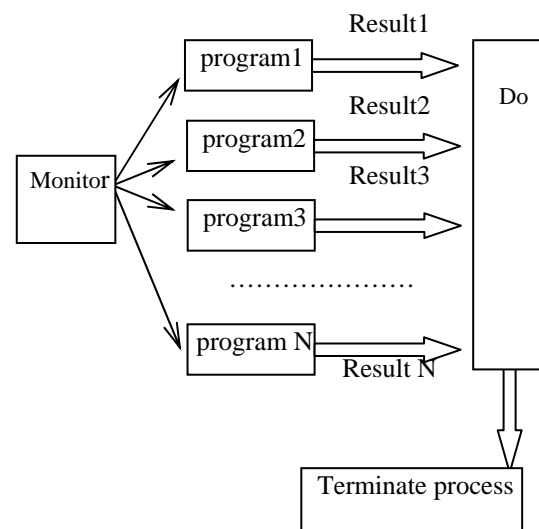 Result1
program1
Do
Result2
program2
Monitor
Result3
program3
........................
program N
Result N
Terminate process